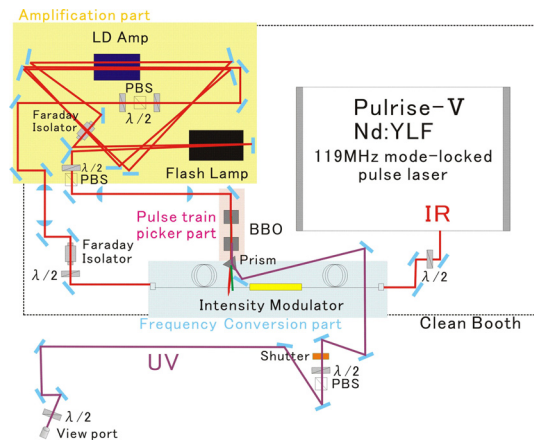 Amplification part
LD Amp
PBS
λ/2
Faraday
Isolator
λ/2
PBS
Flash Lamp
Pulrise-V
Nd:YLF
119MHz mode-locked
pulse laser
IR
λ/2
Pulse train
picker part
BBO
Prism
Faraday
Isolator
λ/2
Intensity Modulator
Frequency Conversion part
Clean Booth
UV
Shutter
λ/2
PBS
λ/2
View port